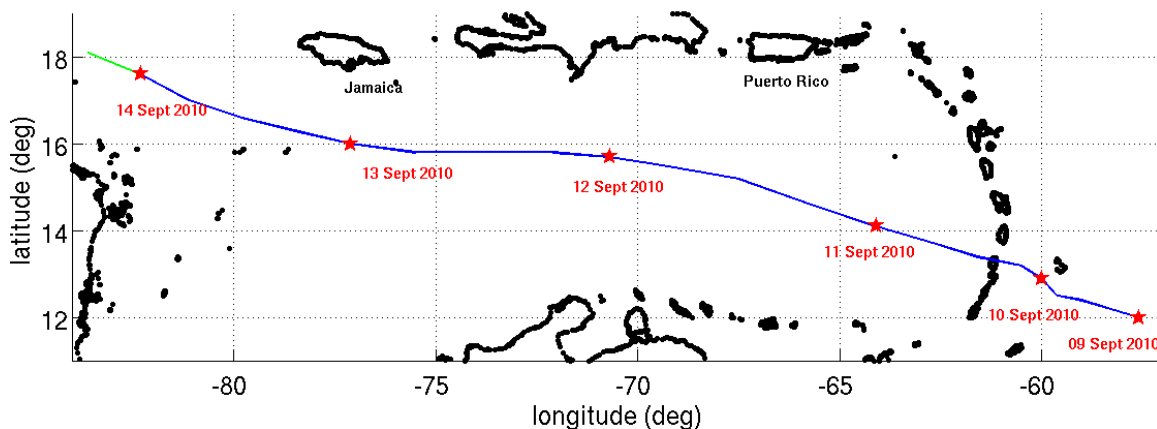 18
16
14
12
latitude (deg)
Jamaica
Puerto Rico
14 Sept 2010
13 Sept 2010
12 Sept 2010
11 Sept 2010
10 Sept 2010
09 Sept 2010
-80
-75
-70
-65
-60
longitude (deg)